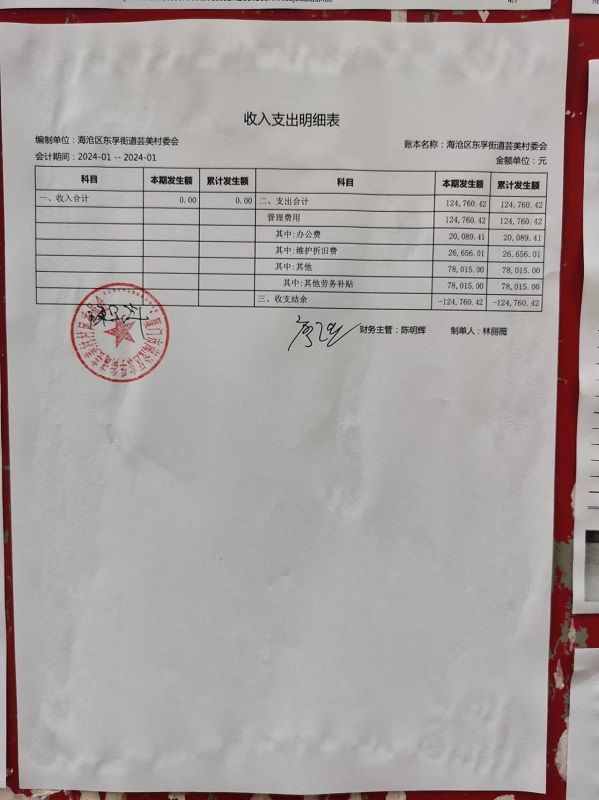 收入支出明细表
编制单位：海沧区东孚街道芸美村委会 账本名称：海沧区东孚街道芸美村委会
会计期间：2024-01 -- 2024-01 金额单位：元
科目 本期发生额 累计发生额 科目 本期发生额 累计发生额
一、收入合计 0.00 0.00 二、支出合计 124,760.42 124,760.42
管理费用 124,760.42 124,760.42
其中:办公费 20,089.41 20,089.41
其中:维护折旧费 26,656.01 26,656.01
其中:其他 78,015.00 78,015.00
其中:其他劳务补贴 78,015.00 78,015.00
三、收支结余 -124,760.42 -124,760.42
财务主管：陈明辉 制单人：林丽薇
4/7